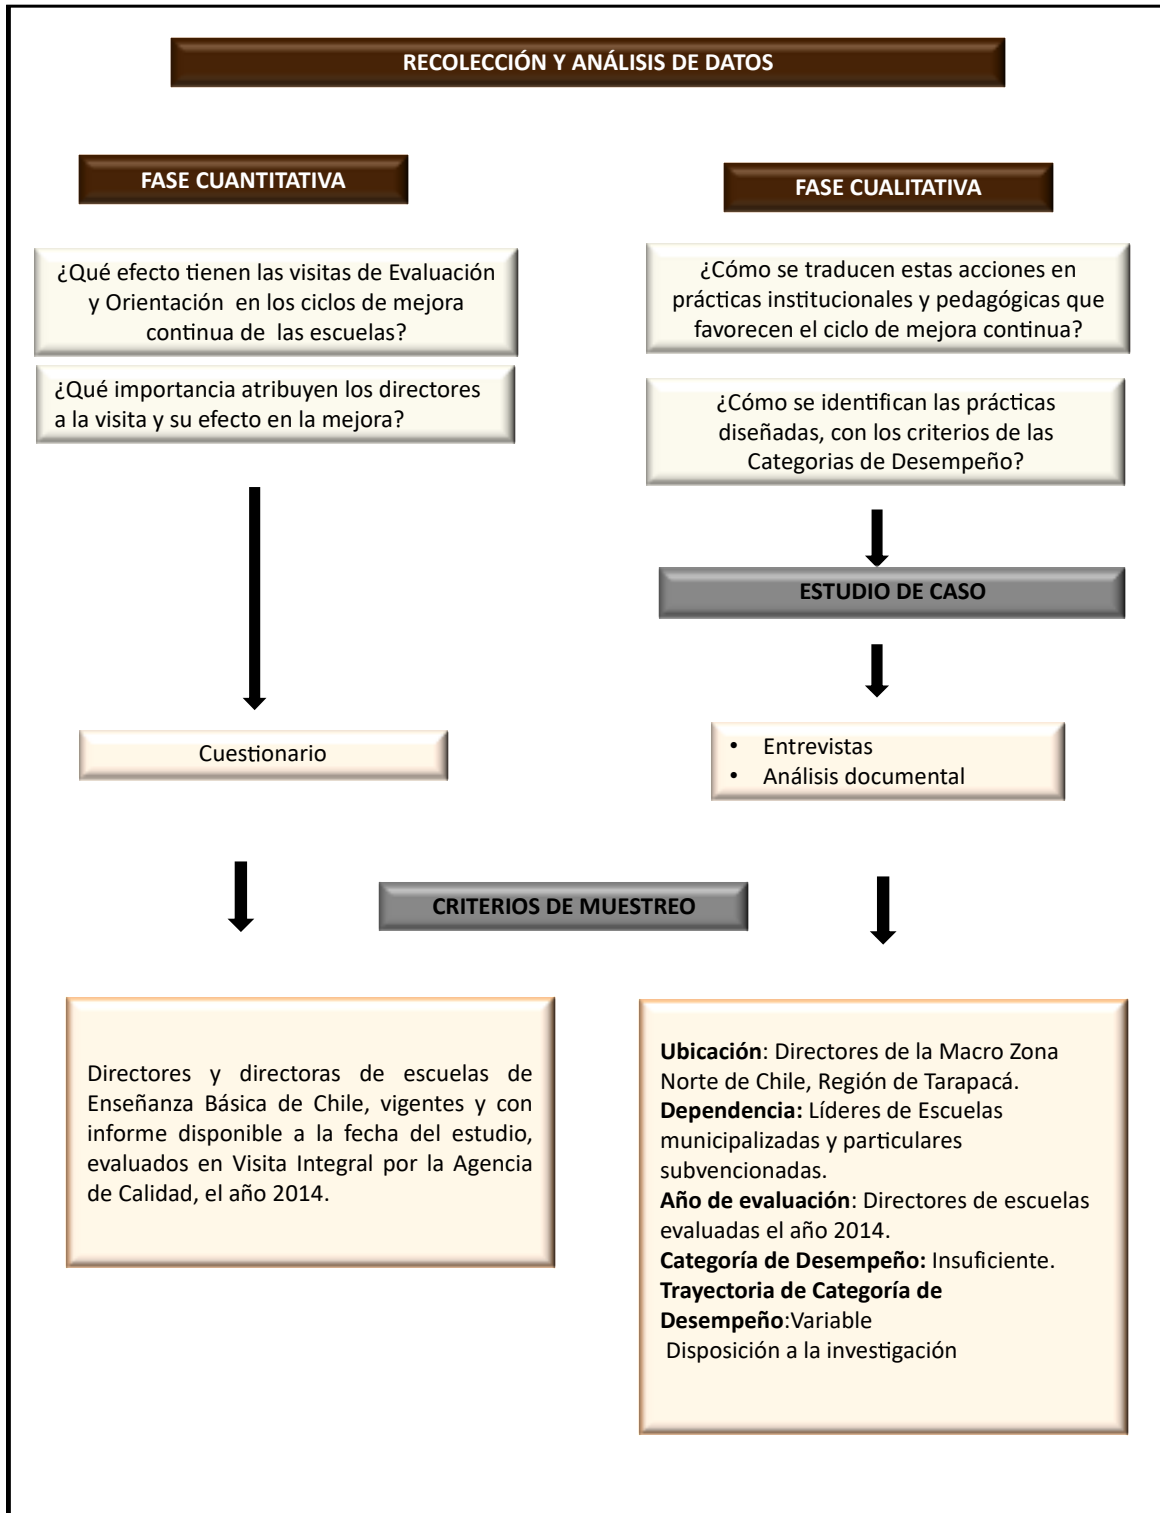 RECOLECCIÓN Y ANÁLISIS DE DATOS
FASE CUANTITATIVA
¿Qué efecto tienen las visitas de Evaluación
y Orientación en los ciclos de mejora
continua de las escuelas?
¿Qué importancia atribuyen los directores
a la visita y su efecto en la mejora?
Cuestionario
FASE CUALITATIVA
¿Cómo se traducen estas acciones en
prácticas institucionales y pedagógicas que
favorecen el ciclo de mejora continua?
¿Cómo se identifican las prácticas
diseñadas, con los criterios de las
Categorias de Desempeño?
ESTUDIO DE CASO
• Entrevistas
• Análisis documental
CRITERIOS DE MUESTREO
Directores y directoras de escuelas de
Enseñanza Básica de Chile, vigentes y con
informe disponible a la fecha del estudio,
evaluados en Visita Integral por la Agencia
de Calidad, el año 2014.
Ubicación: Directores de la Macro Zona
Norte de Chile, Región de Tarapacá.
Dependencia: Líderes de Escuelas
municipalizadas y particulares
subvencionadas.
Año de evaluación: Directores de escuelas
evaluadas el año 2014.
Categoría de Desempeño: Insuficiente.
Trayectoria de Categoría de
Desempeño:Variable
Disposición a la investigación